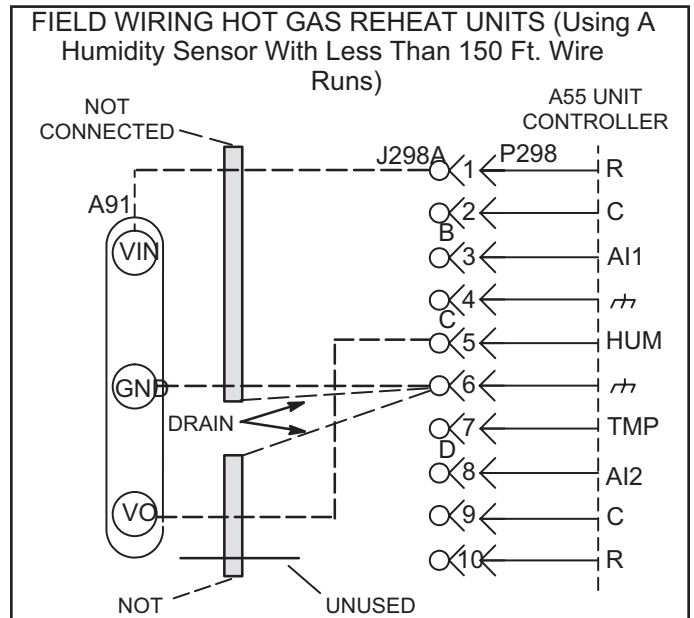 FIELD WIRING HOT GAS REHEAT UNITS (Using A
Humidity Sensor With Less Than 150 Ft. Wire
Runs)
NOT
CONNECTED
A55 UNIT
CONTROLLER
J298A
P298
1
R
A91
2
C
B
VIN
3
AI1
4
C
5
HUM
GND
6
DRAIN
7
TMP
D
8
AI2
VO
9
C
10
R
NOT
UNUSED